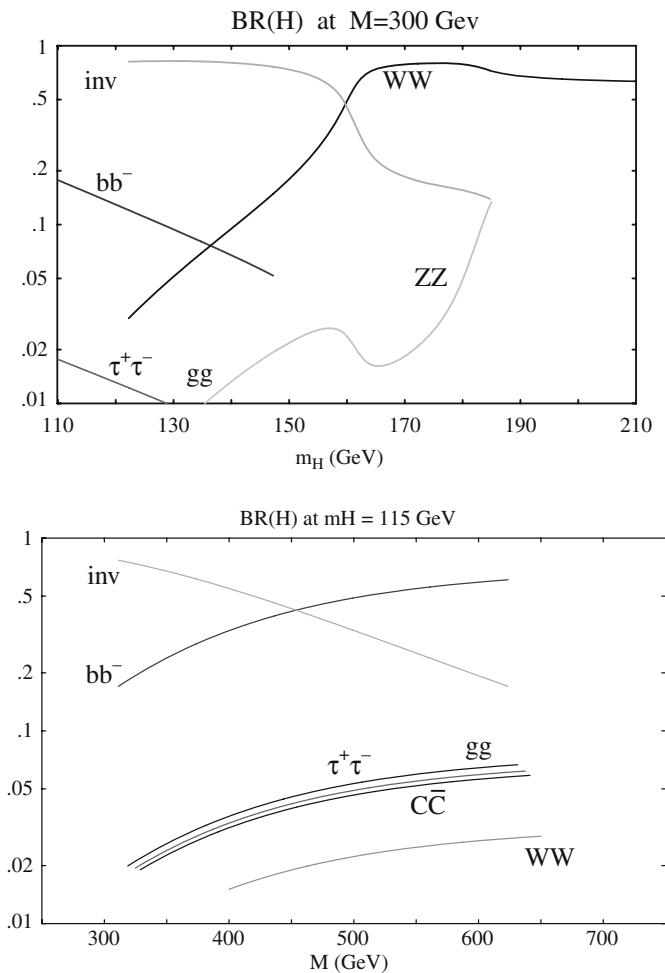 BR(H) at M=300 Gev
1
inv
WW
.5
.2
bb⁻
.1
.05
ZZ
.02
τ⁺τ⁻
gg
.01
110 130 150 170 190 210
m_H (GeV)
BR(H) at mH = 115 GeV
1
inv
.5
bb⁻
.2
.1
gg
τ⁺τ⁻
.05
CC̅
.02
WW
.01
300 400 500 600 700
M (GeV)